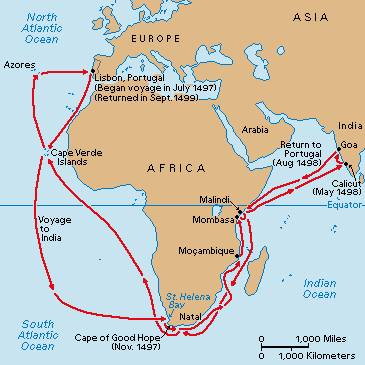 North
Atlantic
Ocean
ASIA
EUROPE
Azores
Lisbon, Portugal
(Began voyage in July 1497)
(Returned in Sept. 1499)
India
Arabia
Return to
Portugal
(Aug 1498)
Goa
Cape Verde
Islands
AFRICA
Calicut
(May 1498)
Malindi
Equator
Mombasa
Voyage
to
India
Moçambique
Indian
Ocean
St. Helena
Bay
Natal
South
Atlantic
Ocean
Cape of Good Hope
(Nov. 1497)
0 1,000 Miles
0 1,000 Kilometers